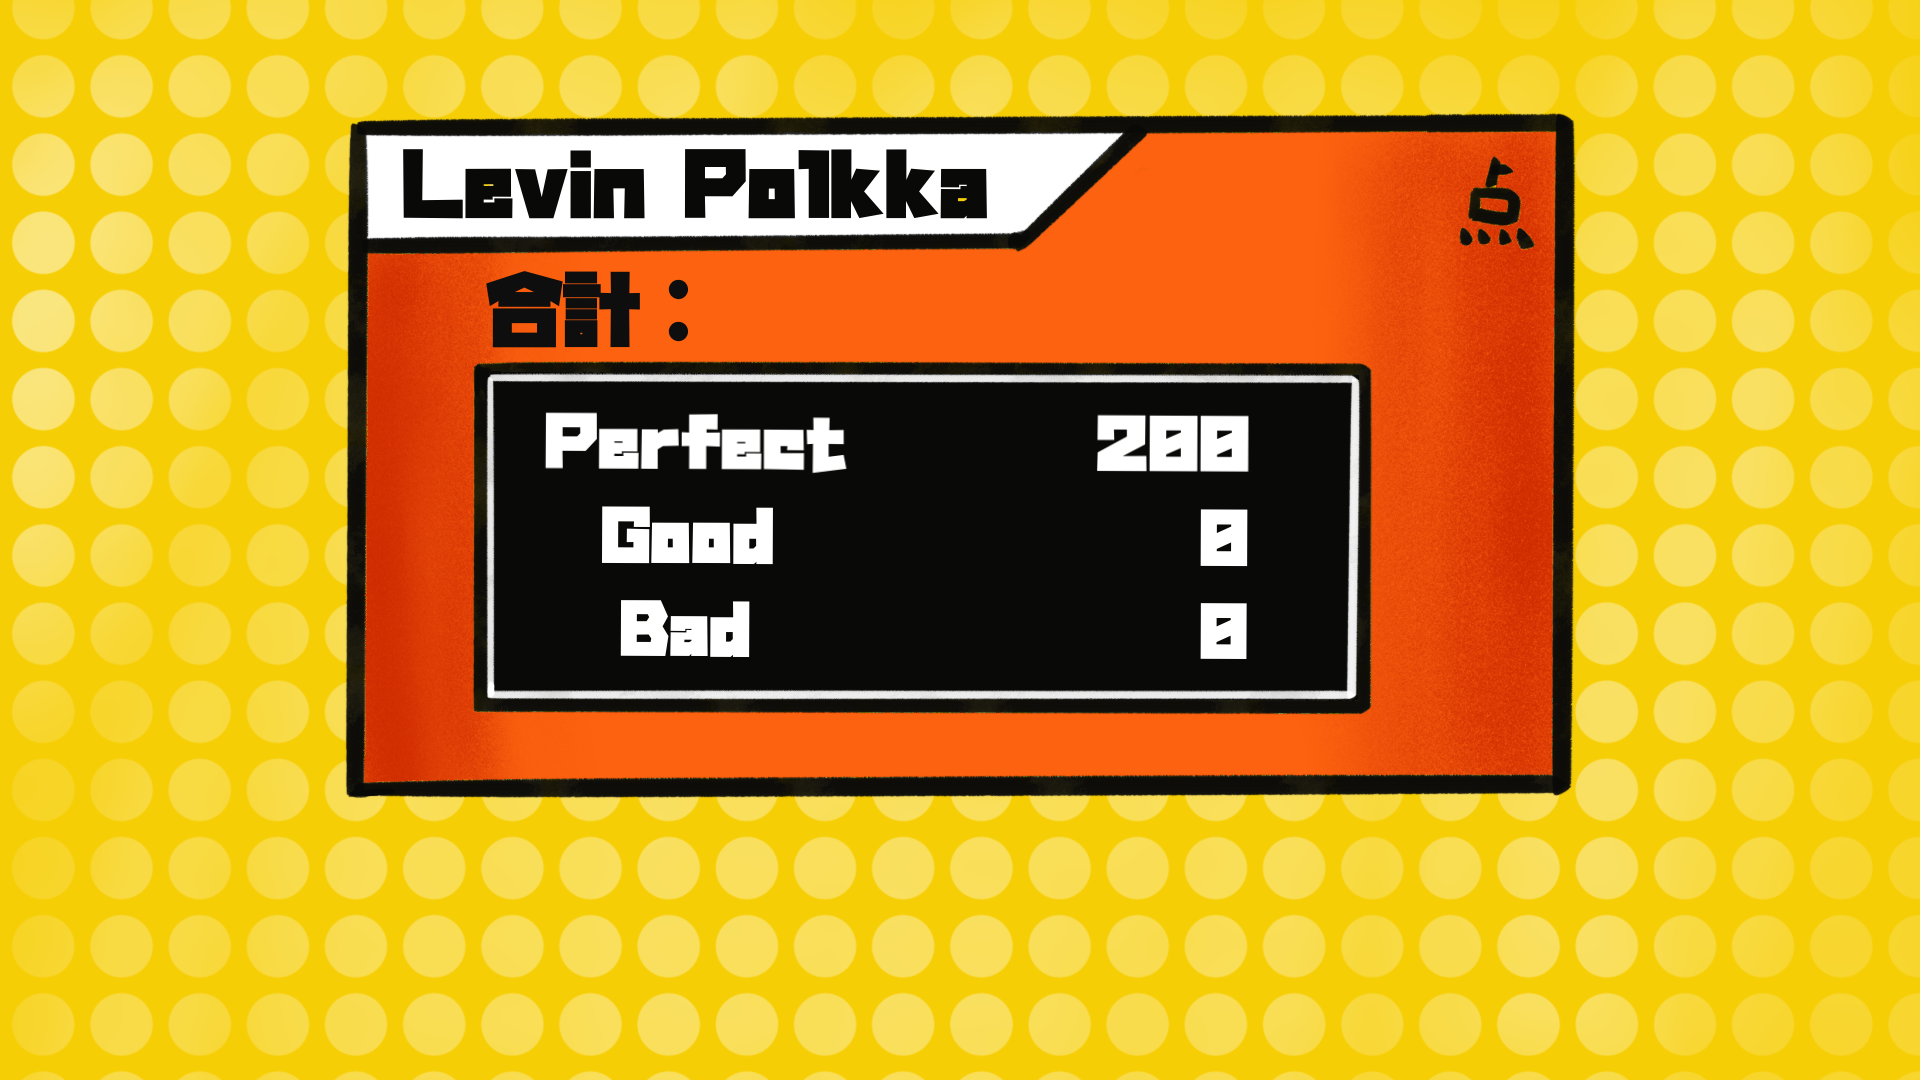 Levin Polkka
点
合計：
Perfect 200
Good 0
Bad 0